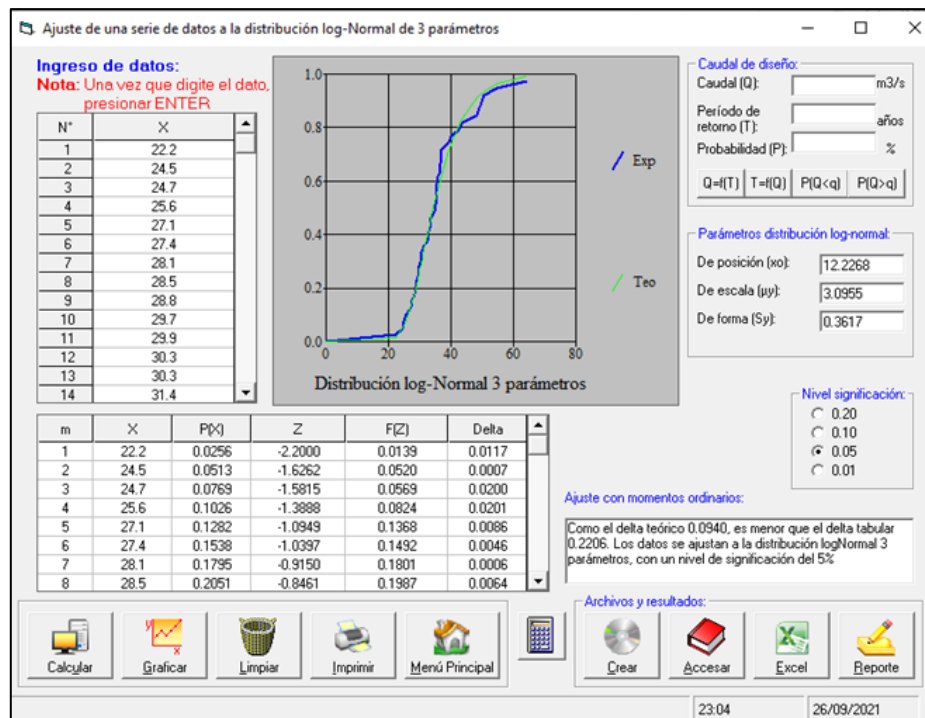 Ajuste de una serie de datos a la distribución log-Normal de 3 parámetros
Ingreso de datos:
Nota: Una vez que digite el dato,
presionar ENTER
N° X
1 22.2
2 24.5
3 24.7
4 25.6
5 27.1
6 27.4
7 28.1
8 28.5
9 28.8
10 29.7
11 29.9
12 30.3
13 30.3
14 31.4
1.0
0.8
0.6
0.4
0.2
0.0
0 20 40 60 80
Exp
Teo
Distribución log-Normal 3 parámetros
Caudal de diseño:
Caudal (Q): m3/s
Período de
retorno (T): años
Probabilidad (P): %
Q=f(T) T=f(Q) P(Q<q) P(Q>q)
Parámetros distribución log-normal:
De posición (xo): 12.2268
De escala (µy): 3.0955
De forma (Sy): 0.3617
Nivel significación:
0.20
0.10
0.05
0.01
m X P(X) Z F(Z) Delta
1 22.2 0.0256 -2.2000 0.0139 0.0117
2 24.5 0.0513 -1.6262 0.0520 0.0007
3 24.7 0.0769 -1.5815 0.0569 0.0200
4 25.6 0.1026 -1.3888 0.0824 0.0201
5 27.1 0.1282 -1.0949 0.1368 0.0086
6 27.4 0.1538 -1.0397 0.1492 0.0046
7 28.1 0.1795 -0.9150 0.1801 0.0006
8 28.5 0.2051 -0.8461 0.1987 0.0064
Ajuste con momentos ordinarios:
Como el delta teórico 0.0940, es menor que el delta tabular
0.2206. Los datos se ajustan a la distribución logNormal 3
parámetros, con un nivel de significación del 5%
Calcular Graficar Limpiar Imprimir Menú Principal
Archivos y resultados:
Crear Accesar Excel Reporte
23:04 26/09/2021